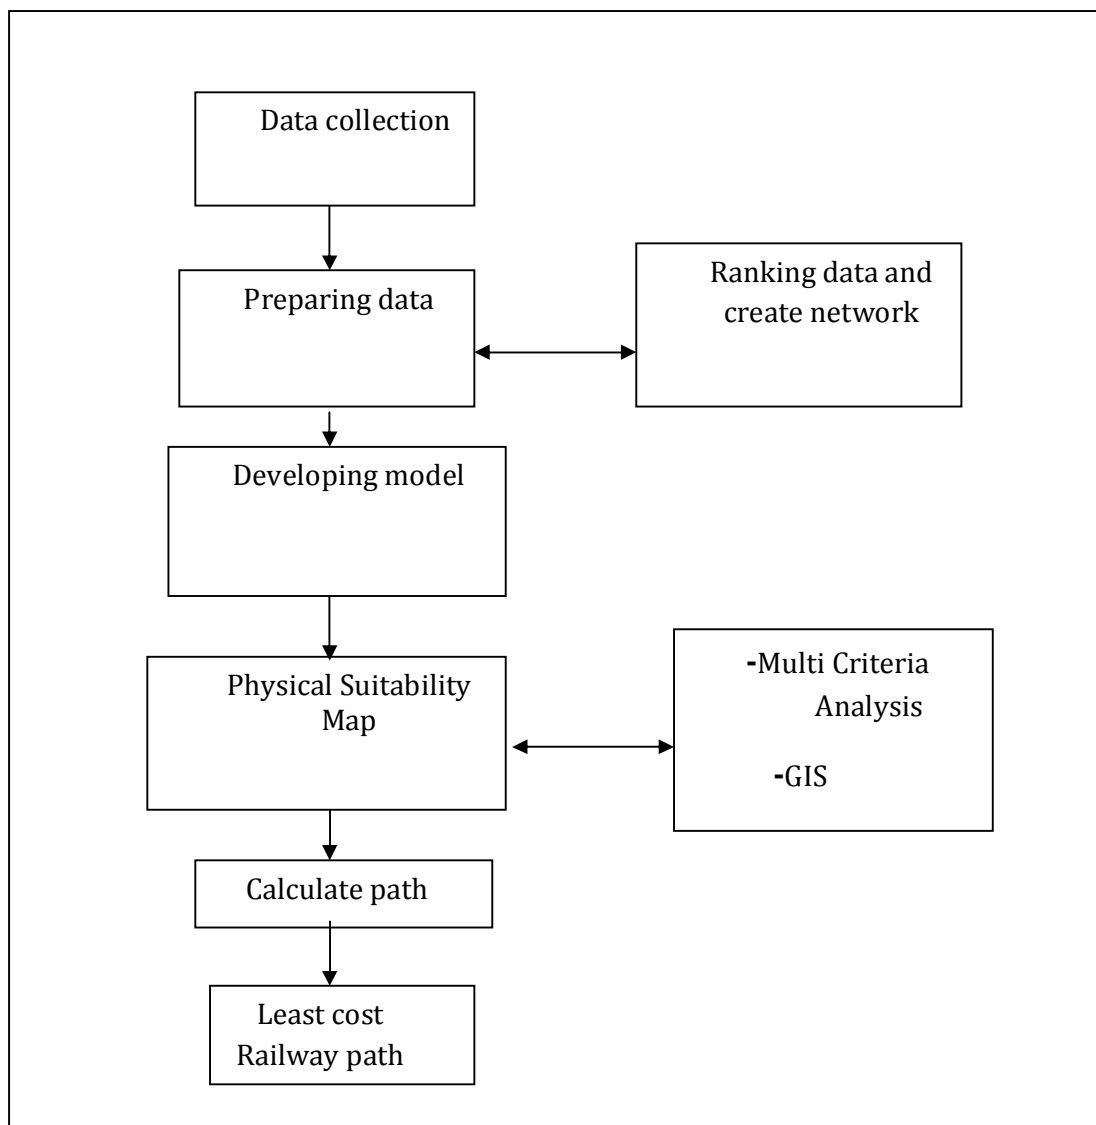 Data collection
Preparing data
Ranking data and
create network
Developing model
Physical Suitability
Map
-Multi Criteria
Analysis
-GIS
Calculate path
Least cost
Railway path